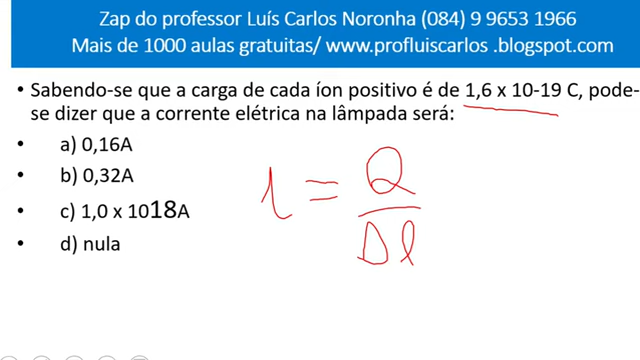 Zap do professor Luís Carlos Noronha (084) 9 9653 1966
Mais de 1000 aulas gratuitas/ www.profluiscarlos .blogspot.com
• Sabendo-se que a carga de cada íon positivo é de 1,6 x 10-19 C, pode-
se dizer que a corrente elétrica na lâmpada será:
• a) 0,16A
• b) 0,32A
• c) 1,0 x 1018A
• d) nula
i = Q
Δl